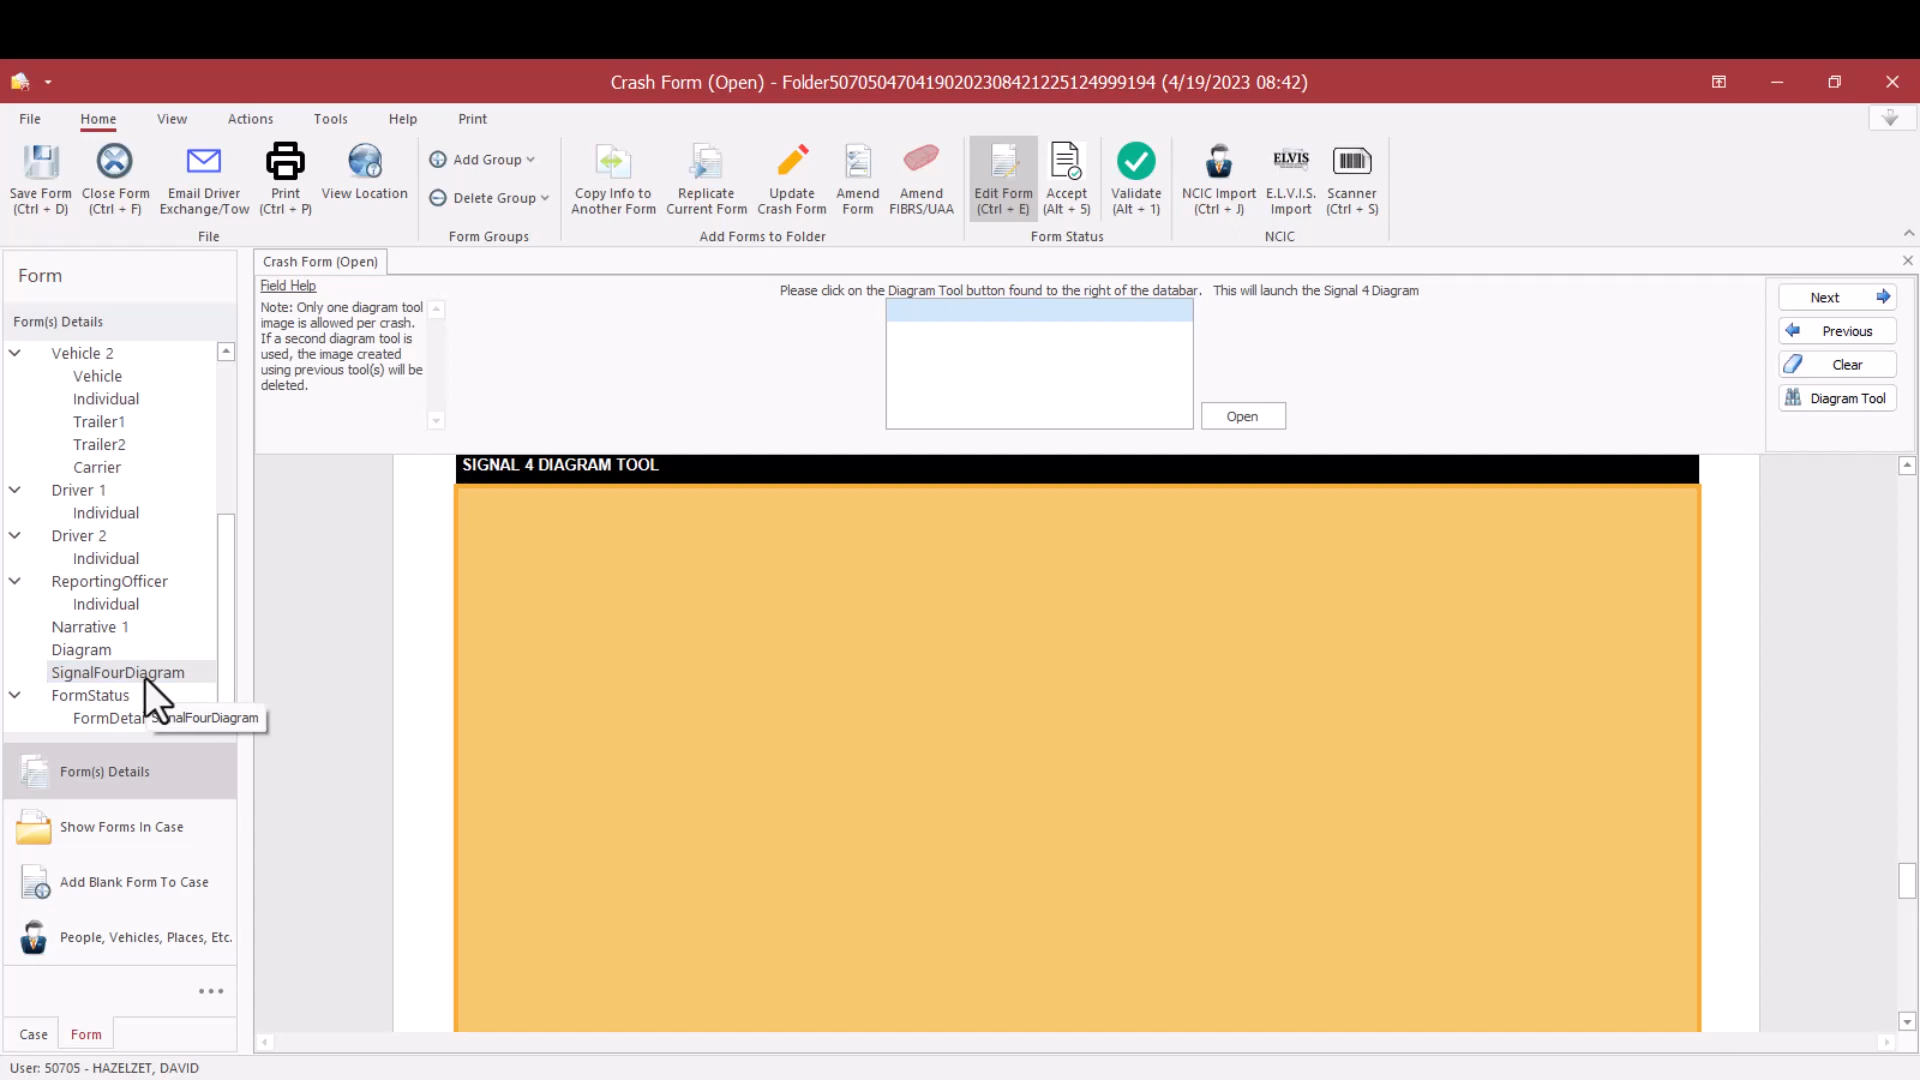 Crash Form (Open) - Folder50705047041902023084212251249991​94 (4/19/2023 08:42)
File Home View Actions Tools Help Print
Save Form (Ctrl + D)
Close Form (Ctrl + F)
Email Driver Exchange/Tow
Print (Ctrl + P)
View Location
File
Add Group
Delete Group
Form Groups
Copy Info to Another Form
Replicate Current Form
Update Crash Form
Amend Form
Amend FIBRS/UAA
Add Forms to Folder
Edit Form (Ctrl + E)
Accept (Alt + 5)
Validate (Alt + 1)
Form Status
NCIC Import (Ctrl + J)
ELVIS
E.L.V.I.S. Import
Scanner (Ctrl + S)
NCIC
Form
Form(s) Details
Vehicle 2
Vehicle
Individual
Trailer1
Trailer2
Carrier
Driver 1
Individual
Driver 2
Individual
ReportingOfficer
Individual
Narrative 1
Diagram
SignalFourDiagram
FormStatus
FormDetai
nalFourDiagram
Form(s) Details
Show Forms In Case
Add Blank Form To Case
People, Vehicles, Places, Etc.
Case Form
Crash Form (Open)
Field Help
Note: Only one diagram tool
image is allowed per crash.
If a second diagram tool is
used, the image created
using previous tool(s) will be
deleted.
Please click on the Diagram Tool button found to the right of the databar. This will launch the Signal 4 Diagram
Open
Next
Previous
Clear
Diagram Tool
SIGNAL 4 DIAGRAM TOOL
User: 50705 - HAZELZET, DAVID